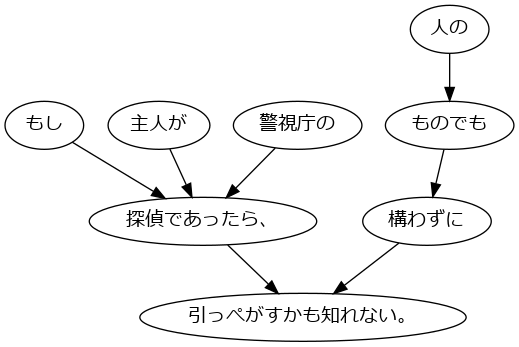 人の
もし
主人が
警視庁の
ものでも
探偵であったら、
構わずに
引っぺがすかも知れない。